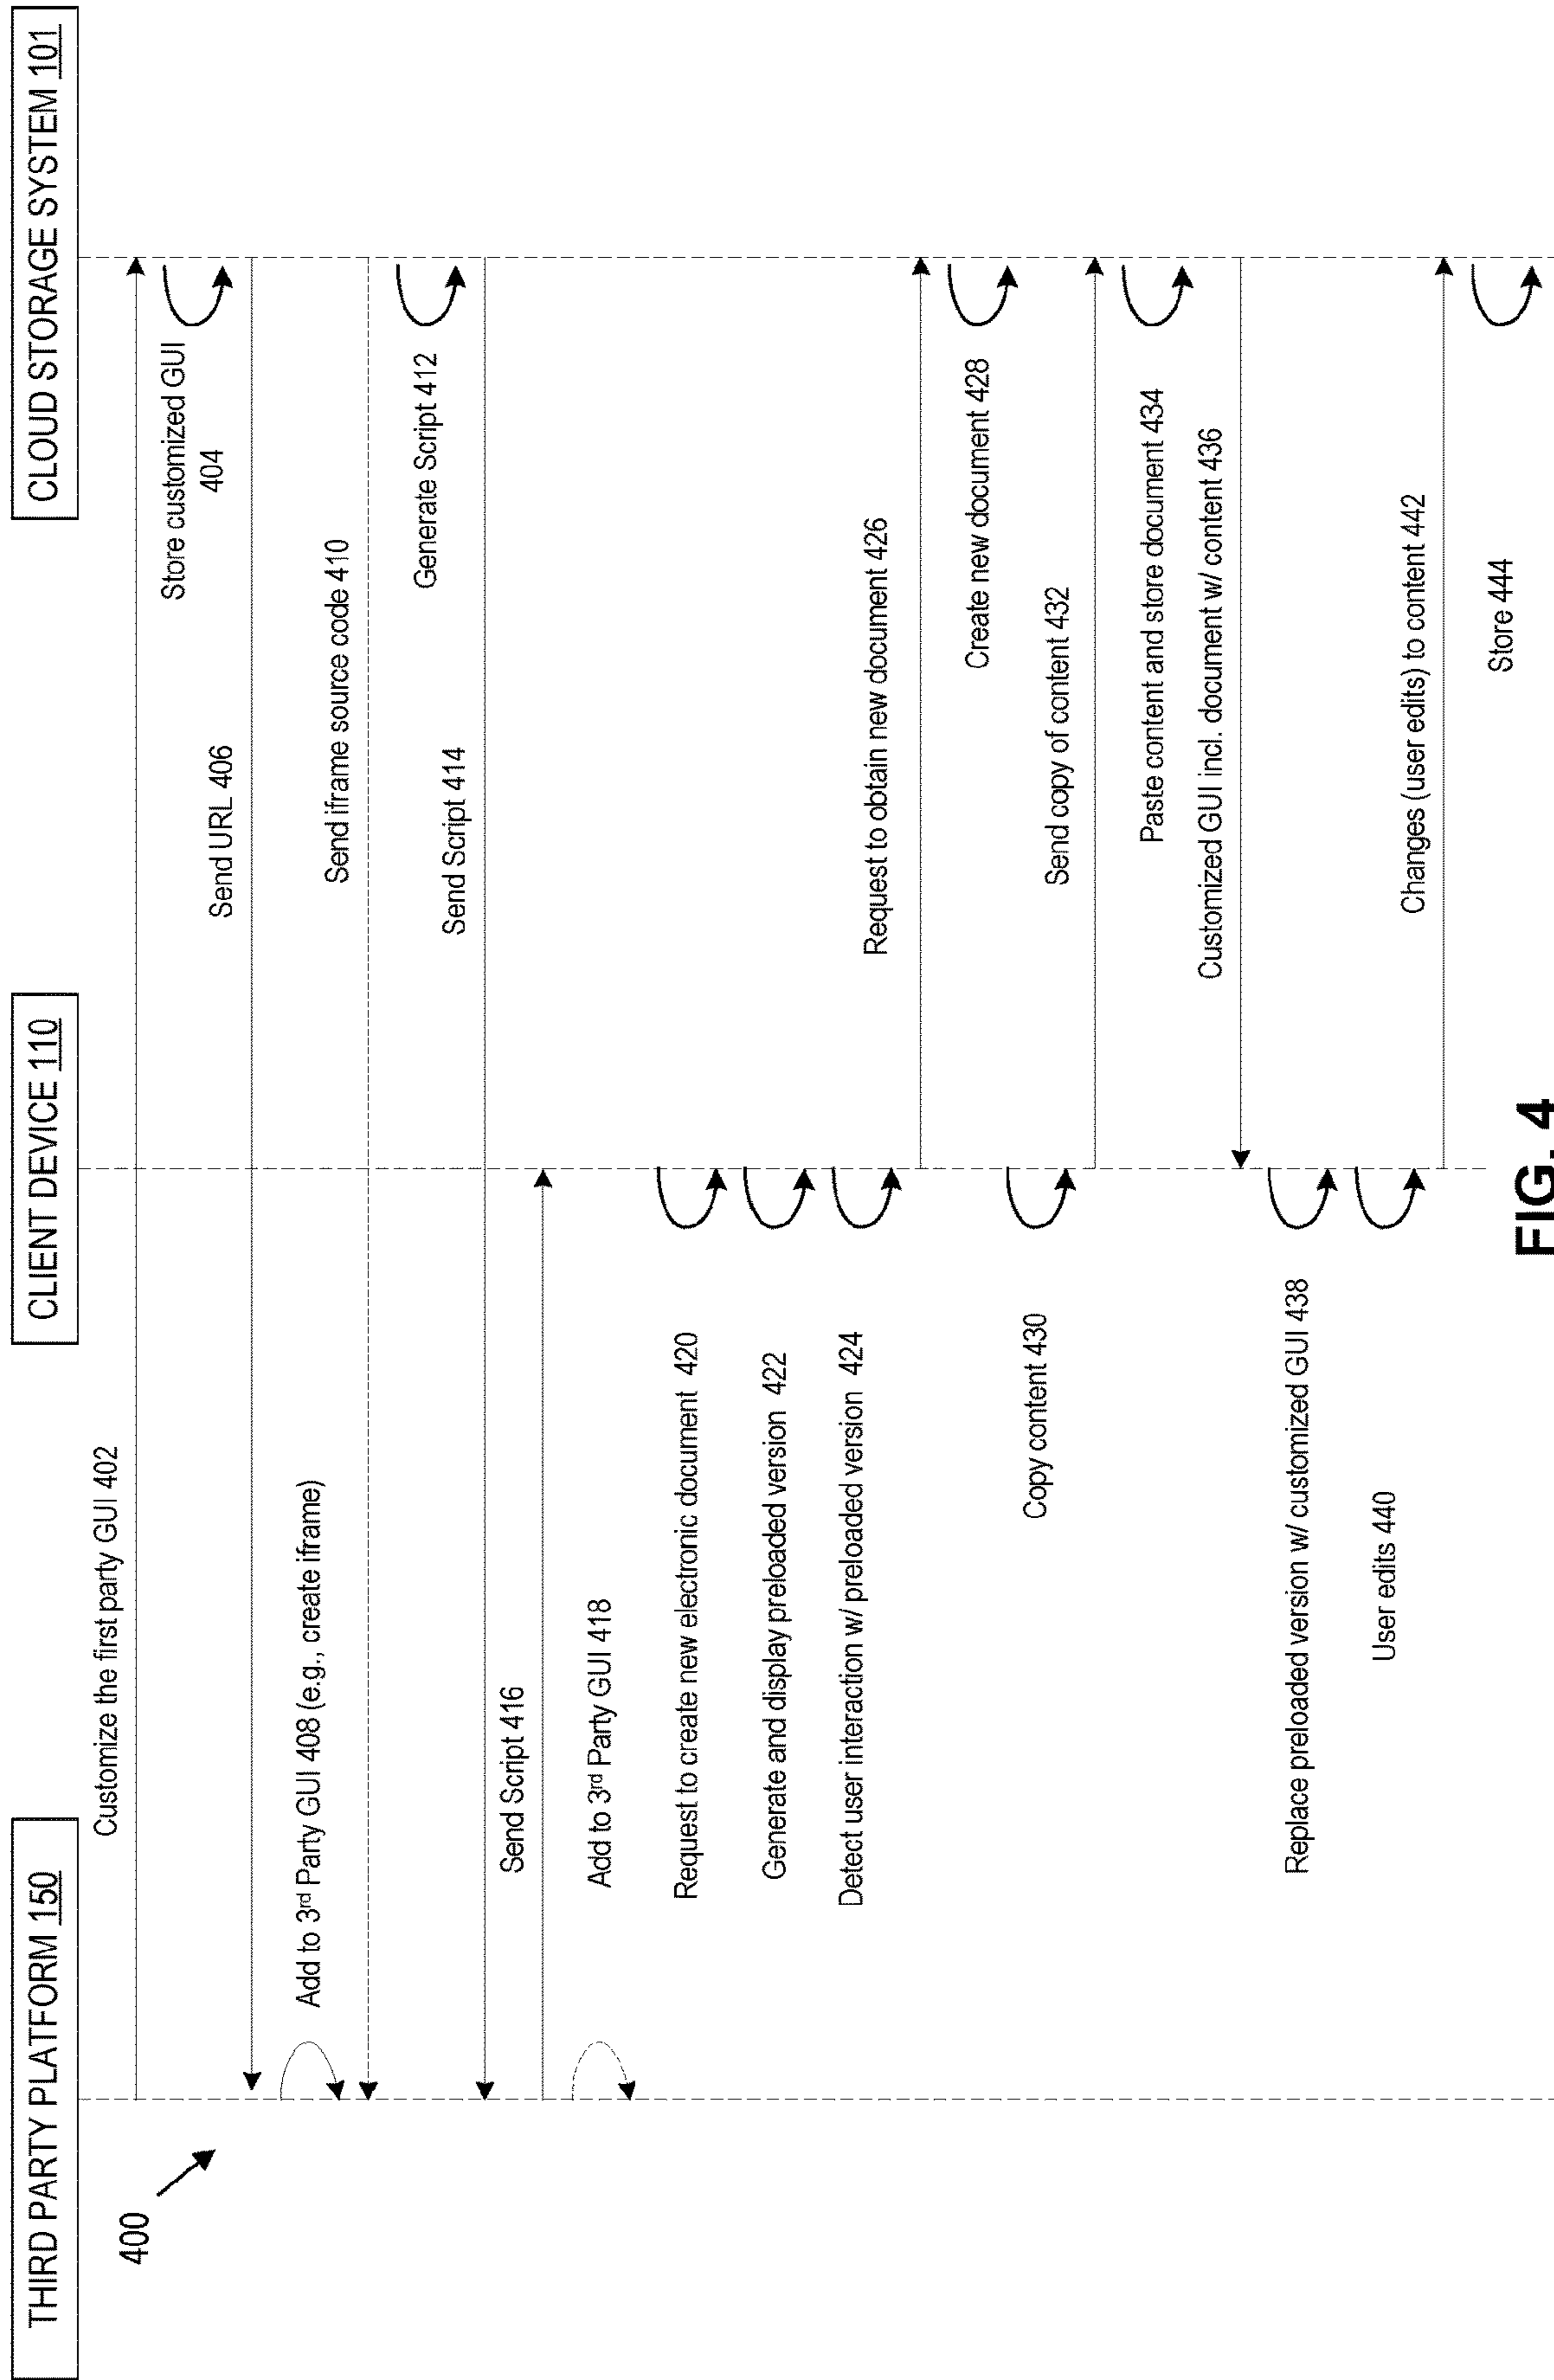 THIRD PARTY PLATFORM 150
CLIENT DEVICE 110
CLOUD STORAGE SYSTEM 101
400
Customize the first party GUI 402
Store customized GUI
404
Send URL 406
Add to 3rd Party GUI 408 (e.g., create iframe)
Send iframe source code 410
Generate Script 412
Send Script 414
Send Script 416
Add to 3rd Party GUI 418
Request to create new electronic document 420
Generate and display preloaded version 422
Detect user interaction w/ preloaded version 424
Request to obtain new document 426
Create new document 428
Copy content 430
Send copy of content 432
Paste content and store document 434
Customized GUI incl. document w/ content 436
Replace preloaded version w/ customized GUI 438
User edits 440
Changes (user edits) to content 442
Store 444
FIG. 4